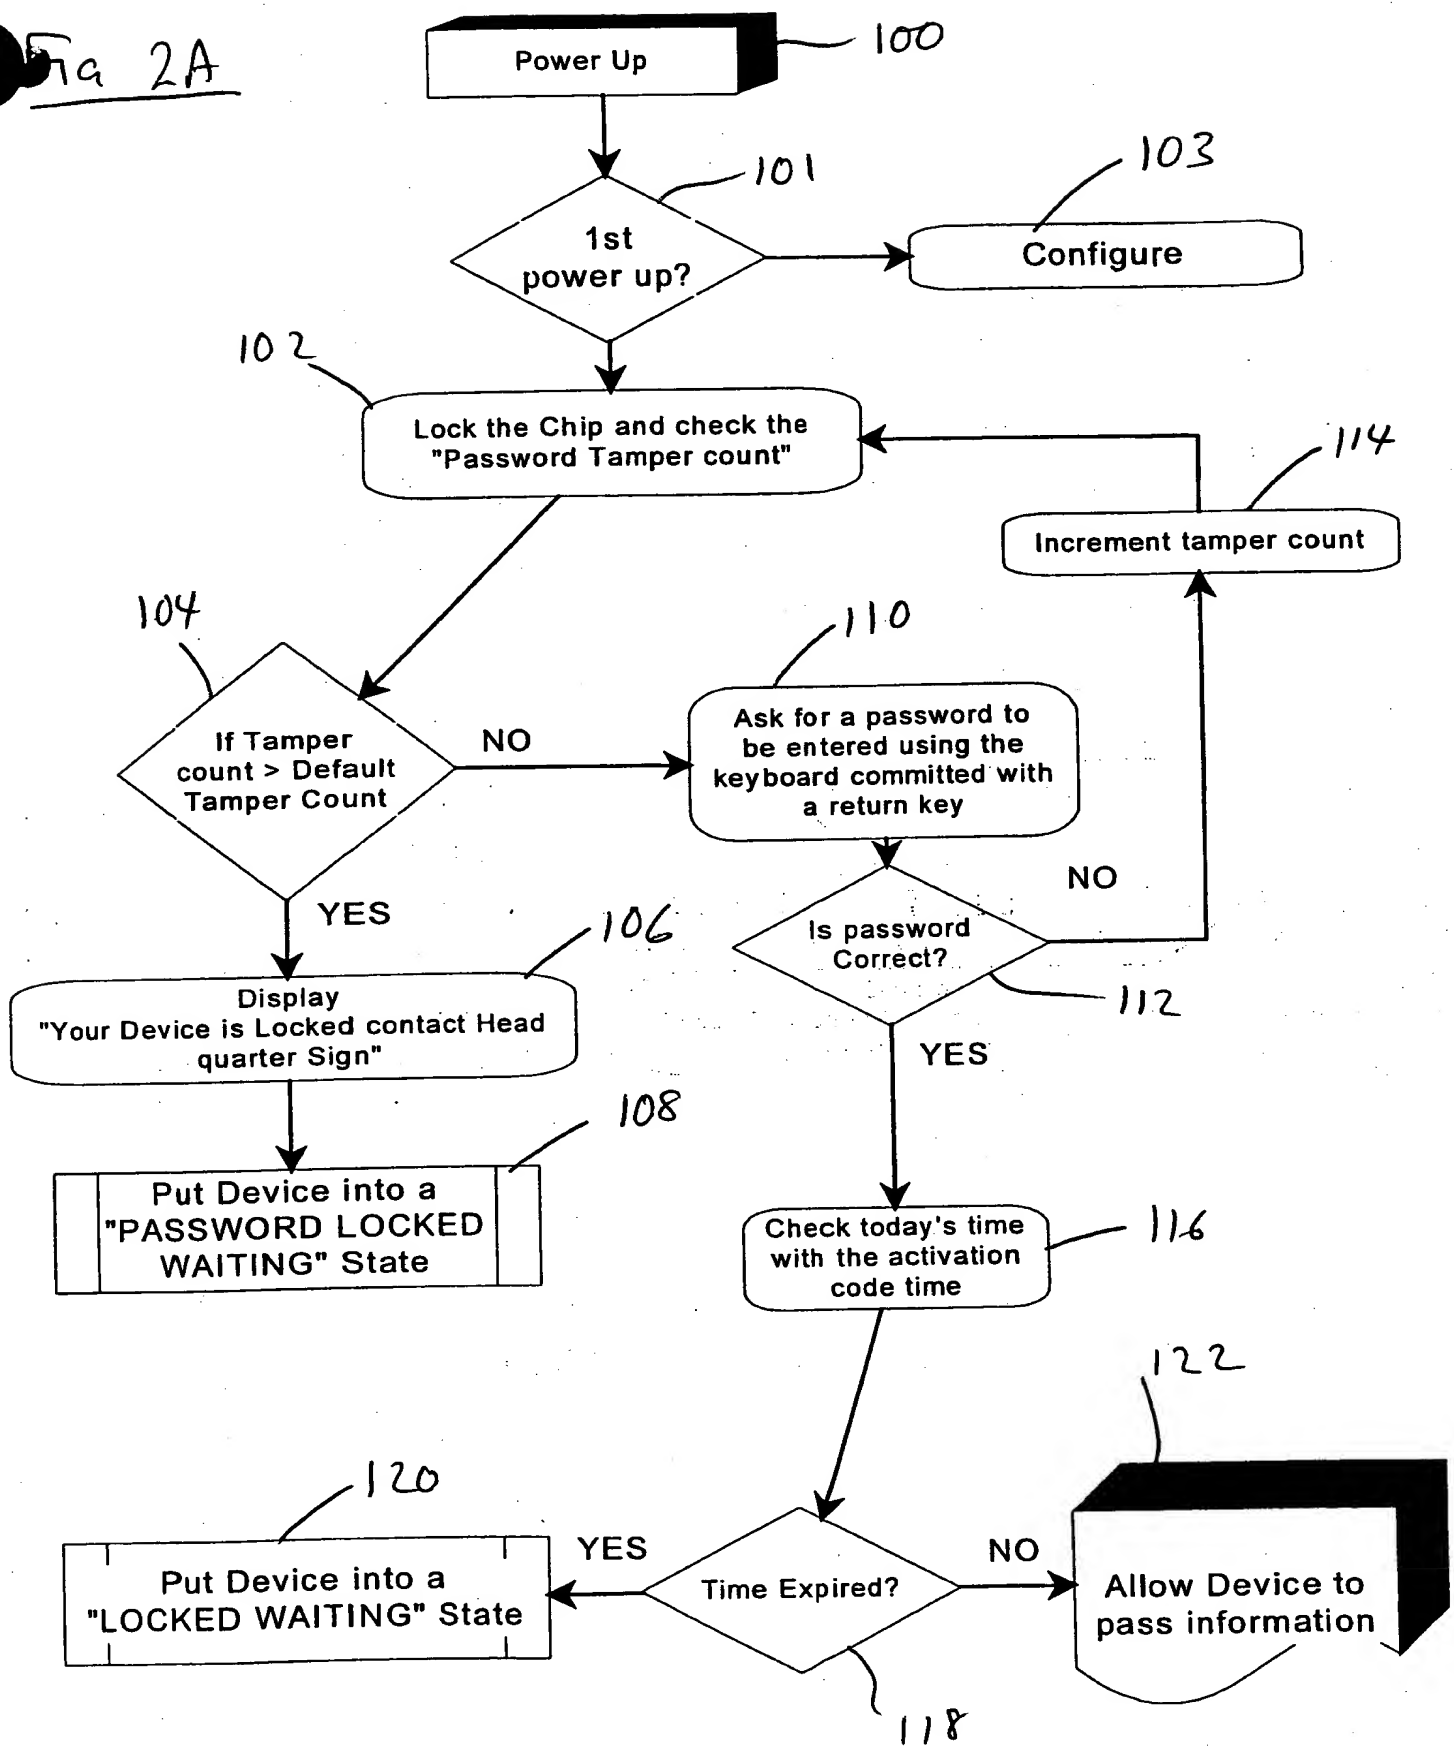 Fig 2A
Power Up
100
101
103
1st
power up?
Configure
102
Lock the Chip and check the
"Password Tamper count"
114
Increment tamper count
104
110
If Tamper
count > Default
Tamper Count
NO
Ask for a password to
be entered using the
keyboard committed with
a return key
NO
YES
106
Is password
Correct?
112
Display
"Your Device is Locked contact Head
quarter Sign"
YES
108
Put Device into a
"PASSWORD LOCKED
WAITING" State
Check today's time
with the activation
code time
116
122
120
YES
NO
Put Device into a
"LOCKED WAITING" State
Time Expired?
Allow Device to
pass information
118